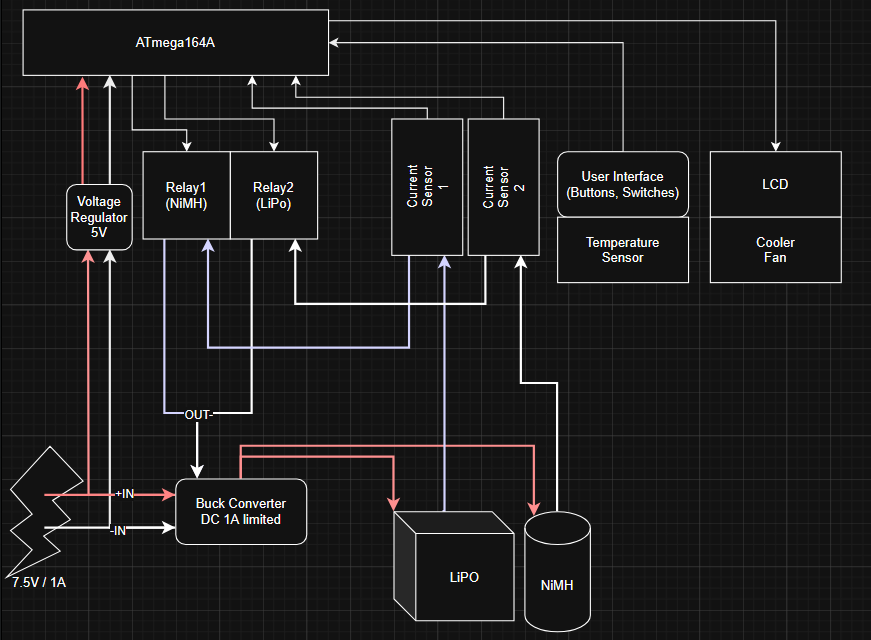 ATmega164A
Relay1
(NiMH)
Relay2
(LiPo)
Current
Sensor
1
Current
Sensor
2
User Interface
(Buttons, Switches)
LCD
Voltage
Regulator
5V
Temperature
Sensor
Cooler
Fan
OUT-
+IN
-IN
Buck Converter
DC 1A limited
7.5V / 1A
LiPO
NiMH